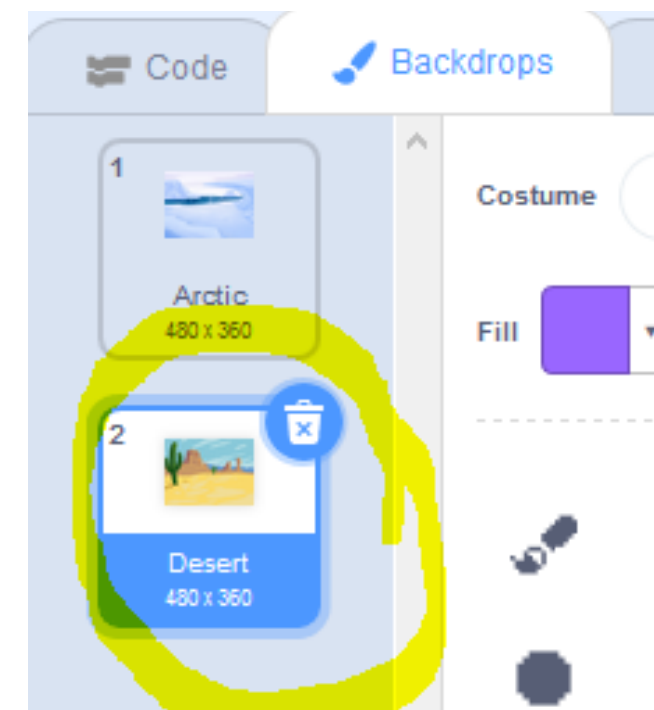 Code
Backdrops
1
Arctic
480 x 360
2
Desert
480 x 360
Costume
Fill